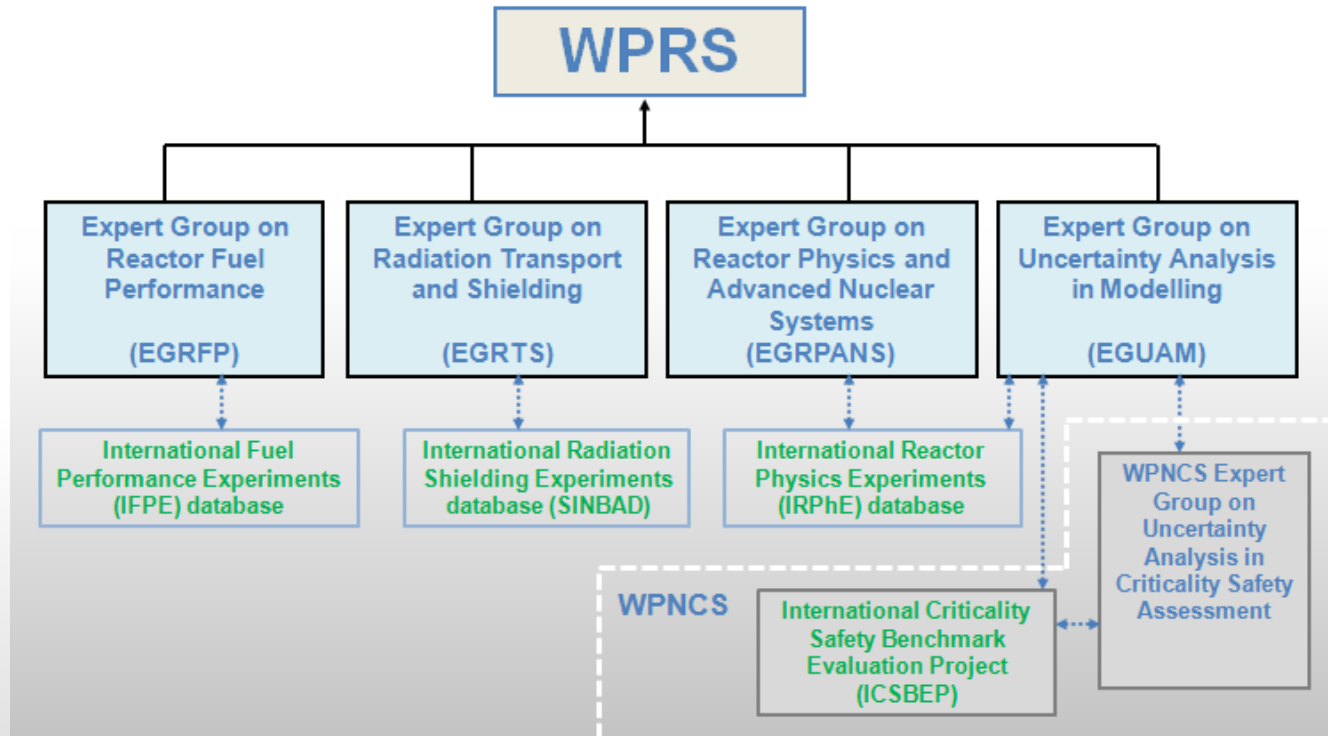 WPRS
Expert Group on
Reactor Fuel
Performance
(EGRFP)
Expert Group on
Radiation Transport
and Shielding
(EGRTS)
Expert Group on
Reactor Physics and
Advanced Nuclear
Systems
(EGRPANS)
Expert Group on
Uncertainty Analysis
in Modelling
(EGUAM)
International Fuel
Performance Experiments
(IFPE) database
International Radiation
Shielding Experiments
database (SINBAD)
International Reactor
Physics Experiments
(IRPhE) database
WPNCS Expert
Group on
Uncertainty
Analysis in
Criticality Safety
Assessment
WPNCS
International Criticality
Safety Benchmark
Evaluation Project
(ICSBEP)